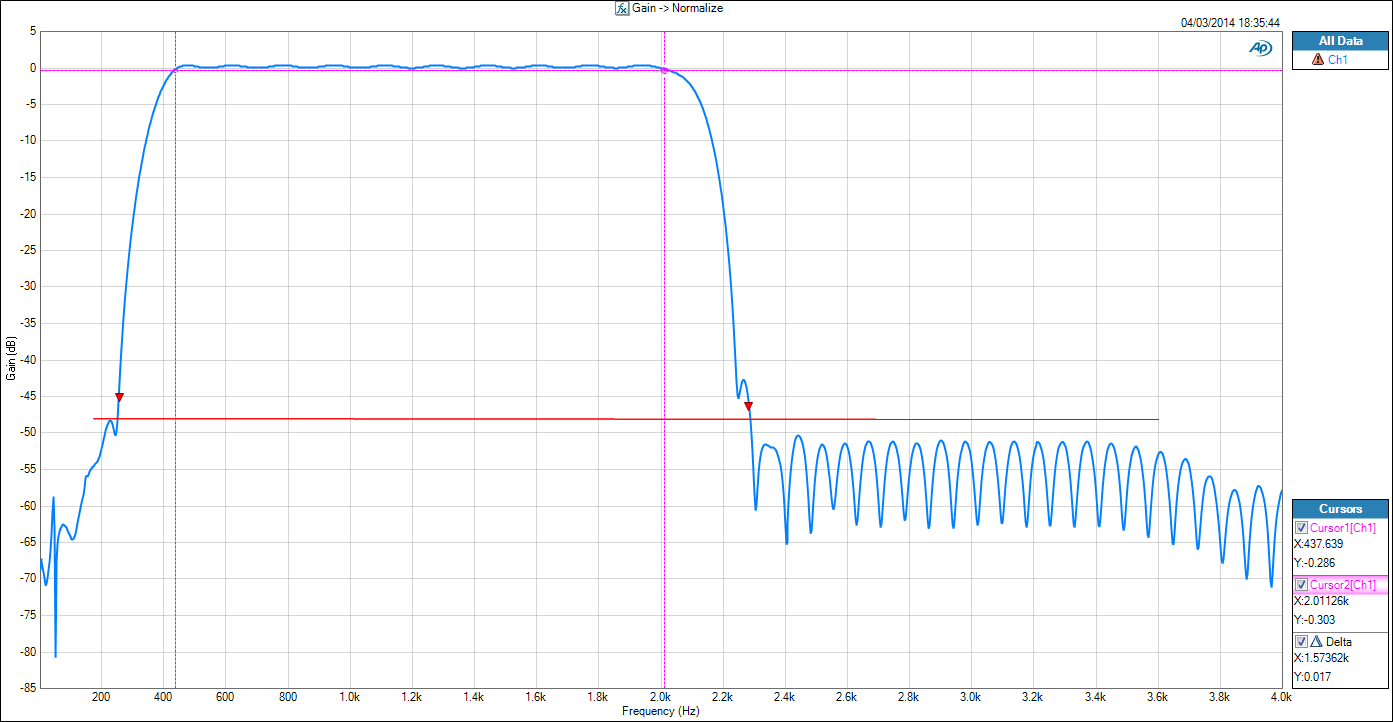 Gain -> Normalize
04/03/2014 18:35:44
AP
All Data
Ch1
5
0
-5
-10
-15
-20
-25
-30
-35
-40
-45
-50
-55
-60
-65
-70
-75
-80
-85
Gain (dB)
200 400 600 800 1.0k 1.2k 1.4k 1.6k 1.8k 2.0k 2.2k 2.4k 2.6k 2.8k 3.0k 3.2k 3.4k 3.6k 3.8k 4.0k
Frequency (Hz)
Cursors
Cursor1[Ch1]
X:437.639
Y:-0.286
Cursor2[Ch1]
X:2.01126k
Y:-0.303
Delta
X:1.57362k
Y:0.017